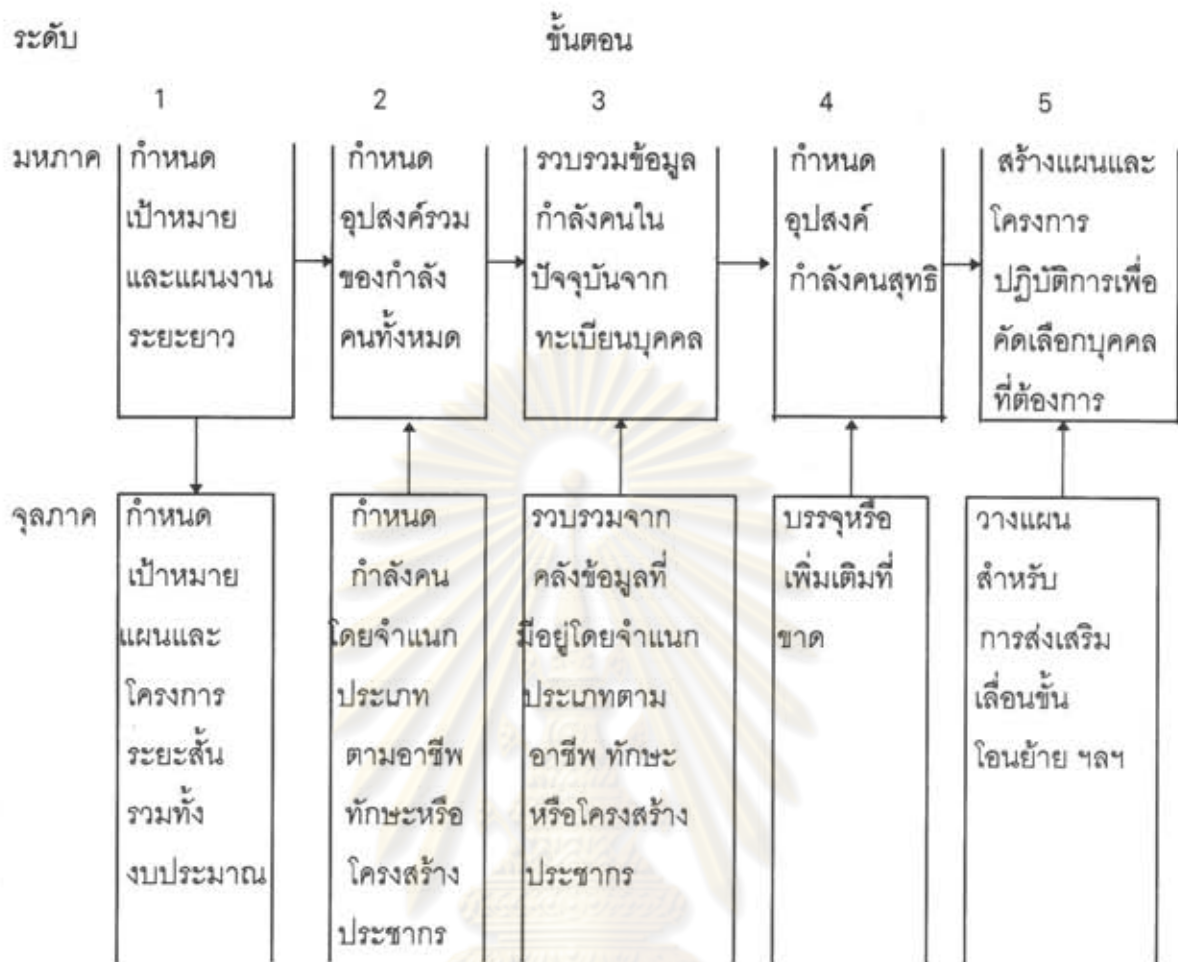 ระดับ ขั้นตอน
1 2 3 4 5
มหภาค
กำหนด
เป้าหมาย
และแผนงาน
ระยะยาว
กำหนด
อุปสงค์รวม
ของกำลัง
คนทั้งหมด
รวบรวมข้อมูล
กำลังคนใน
ปัจจุบันจาก
ทะเบียนบุคคล
กำหนด
อุปสงค์
กำลังคนสุทธิ
สร้างแผนและ
โครงการ
ปฏิบัติการเพื่อ
คัดเลือกบุคคล
ที่ต้องการ
จุลภาค
กำหนด
เป้าหมาย
แผนและ
โครงการ
ระยะสั้น
รวมทั้ง
งบประมาณ
กำหนด
กำลังคน
โดยจำแนก
ประเภท
ตามอาชีพ
ทักษะหรือ
โครงสร้าง
ประชากร
รวบรวมจาก
คลังข้อมูลที่
มีอยู่โดยจำแนก
ประเภทตาม
อาชีพ ทักษะ
หรือโครงสร้าง
ประชากร
บรรจุหรือ
เพิ่มเติมที่
ขาด
วางแผน
สำหรับ
การส่งเสริม
เลื่อนขั้น
โอนย้าย ฯลฯ